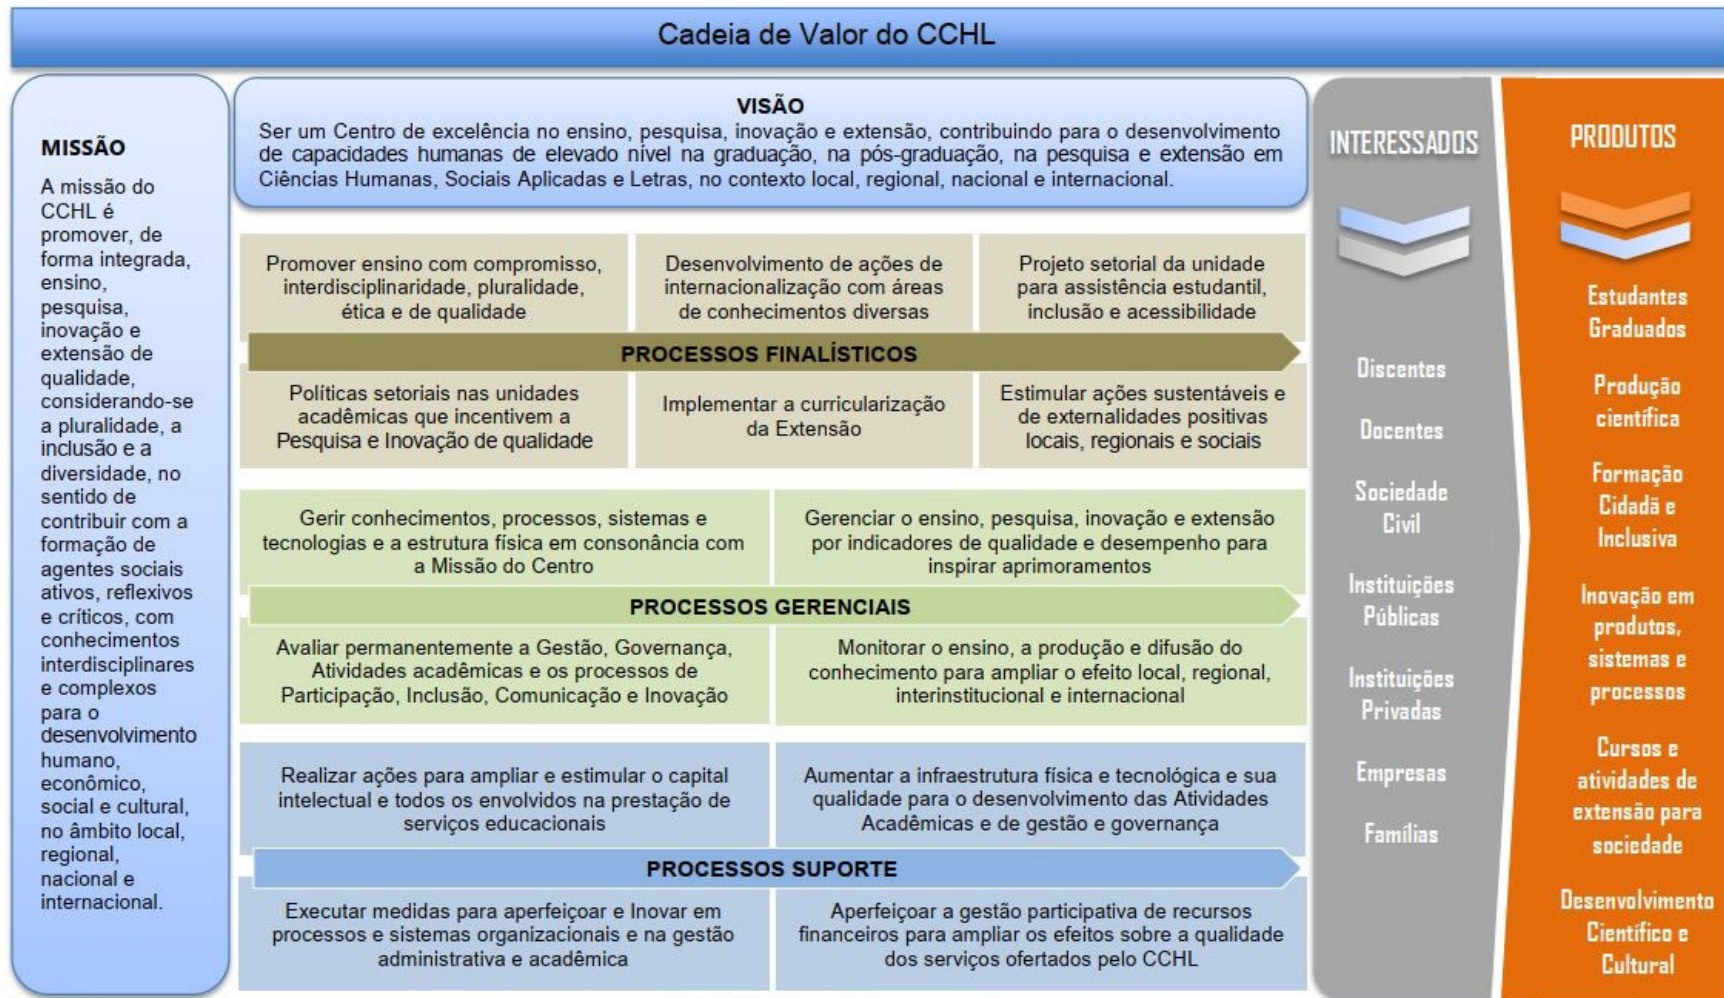 Cadeia de Valor do CCHL
MISSÃO
A missão do
CCHL é
promover, de
forma integrada,
ensino,
pesquisa,
inovação e
extensão de
qualidade,
considerando-se
a pluralidade, a
inclusão e a
diversidade, no
sentido de
contribuir com a
formação de
agentes sociais
ativos, reflexivos
e críticos, com
conhecimentos
interdisciplinares
e complexos
para o
desenvolvimento
humano,
econômico,
social e cultural,
no âmbito local,
regional,
nacional e
internacional.
VISÃO
Ser um Centro de excelência no ensino, pesquisa, inovação e extensão, contribuindo para o desenvolvimento
de capacidades humanas de elevado nível na graduação, na pós-graduação, na pesquisa e extensão em
Ciências Humanas, Sociais Aplicadas e Letras, no contexto local, regional, nacional e internacional.
Promover ensino com compromisso,
interdisciplinaridade, pluralidade,
ética e de qualidade
Desenvolvimento de ações de
internacionalização com áreas
de conhecimentos diversas
Projeto setorial da unidade
para assistência estudantil,
inclusão e acessibilidade
PROCESSOS FINALÍSTICOS
Políticas setoriais nas unidades
acadêmicas que incentivem a
Pesquisa e Inovação de qualidade
Implementar a curricularização
da Extensão
Estimular ações sustentáveis e
de externalidades positivas
locais, regionais e sociais
Gerir conhecimentos, processos, sistemas e
tecnologias e a estrutura física em consonância com
a Missão do Centro
Gerenciar o ensino, pesquisa, inovação e extensão
por indicadores de qualidade e desempenho para
inspirar aprimoramentos
PROCESSOS GERENCIAIS
Avaliar permanentemente a Gestão, Governança,
Atividades acadêmicas e os processos de
Participação, Inclusão, Comunicação e Inovação
Monitorar o ensino, a produção e difusão do
conhecimento para ampliar o efeito local, regional,
interinstitucional e internacional
Realizar ações para ampliar e estimular o capital
intelectual e todos os envolvidos na prestação de
serviços educacionais
Aumentar a infraestrutura física e tecnológica e sua
qualidade para o desenvolvimento das Atividades
Acadêmicas e de gestão e governança
PROCESSOS SUPORTE
Executar medidas para aperfeiçoar e Inovar em
processos e sistemas organizacionais e na gestão
administrativa e acadêmica
Aperfeiçoar a gestão participativa de recursos
financeiros para ampliar os efeitos sobre a qualidade
dos serviços ofertados pelo CCHL
INTERESSADOS
Discentes
Docentes
Sociedade
Civil
Instituições
Públicas
Instituições
Privadas
Empresas
Famílias
PRODUTOS
Estudantes
Graduados
Produção
científica
Formação
Cidadã e
Inclusiva
Inovação em
produtos,
sistemas e
processos
Cursos e
atividades de
extensão para
sociedade
Desenvolvimento
Científico e
Cultural